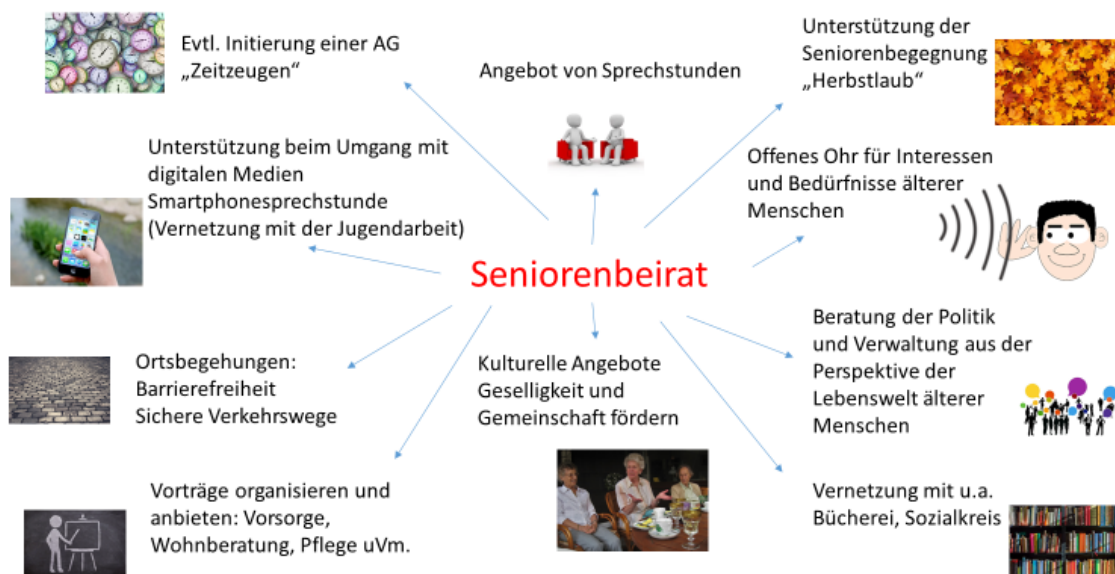 Evtl. Initierung einer AG
„Zeitzeugen“
Angebot von Sprechstunden
Unterstützung der
Seniorenbegegnung
„Herbstlaub“
Unterstützung beim Umgang mit
digitalen Medien
Smartphonesprechstunde
(Vernetzung mit der Jugendarbeit)
Offenes Ohr für Interessen
und Bedürfnisse älterer
Menschen
Seniorenbeirat
Ortsbegehungen:
Barrierefreiheit
Sichere Verkehrswege
Kulturelle Angebote
Geselligkeit und
Gemeinschaft fördern
Beratung der Politik
und Verwaltung aus der
Perspektive der
Lebenswelt älterer
Menschen
Vorträge organisieren und
anbieten: Vorsorge,
Wohnberatung, Pflege uVm.
Vernetzung mit u.a.
Bücherei, Sozialkreis